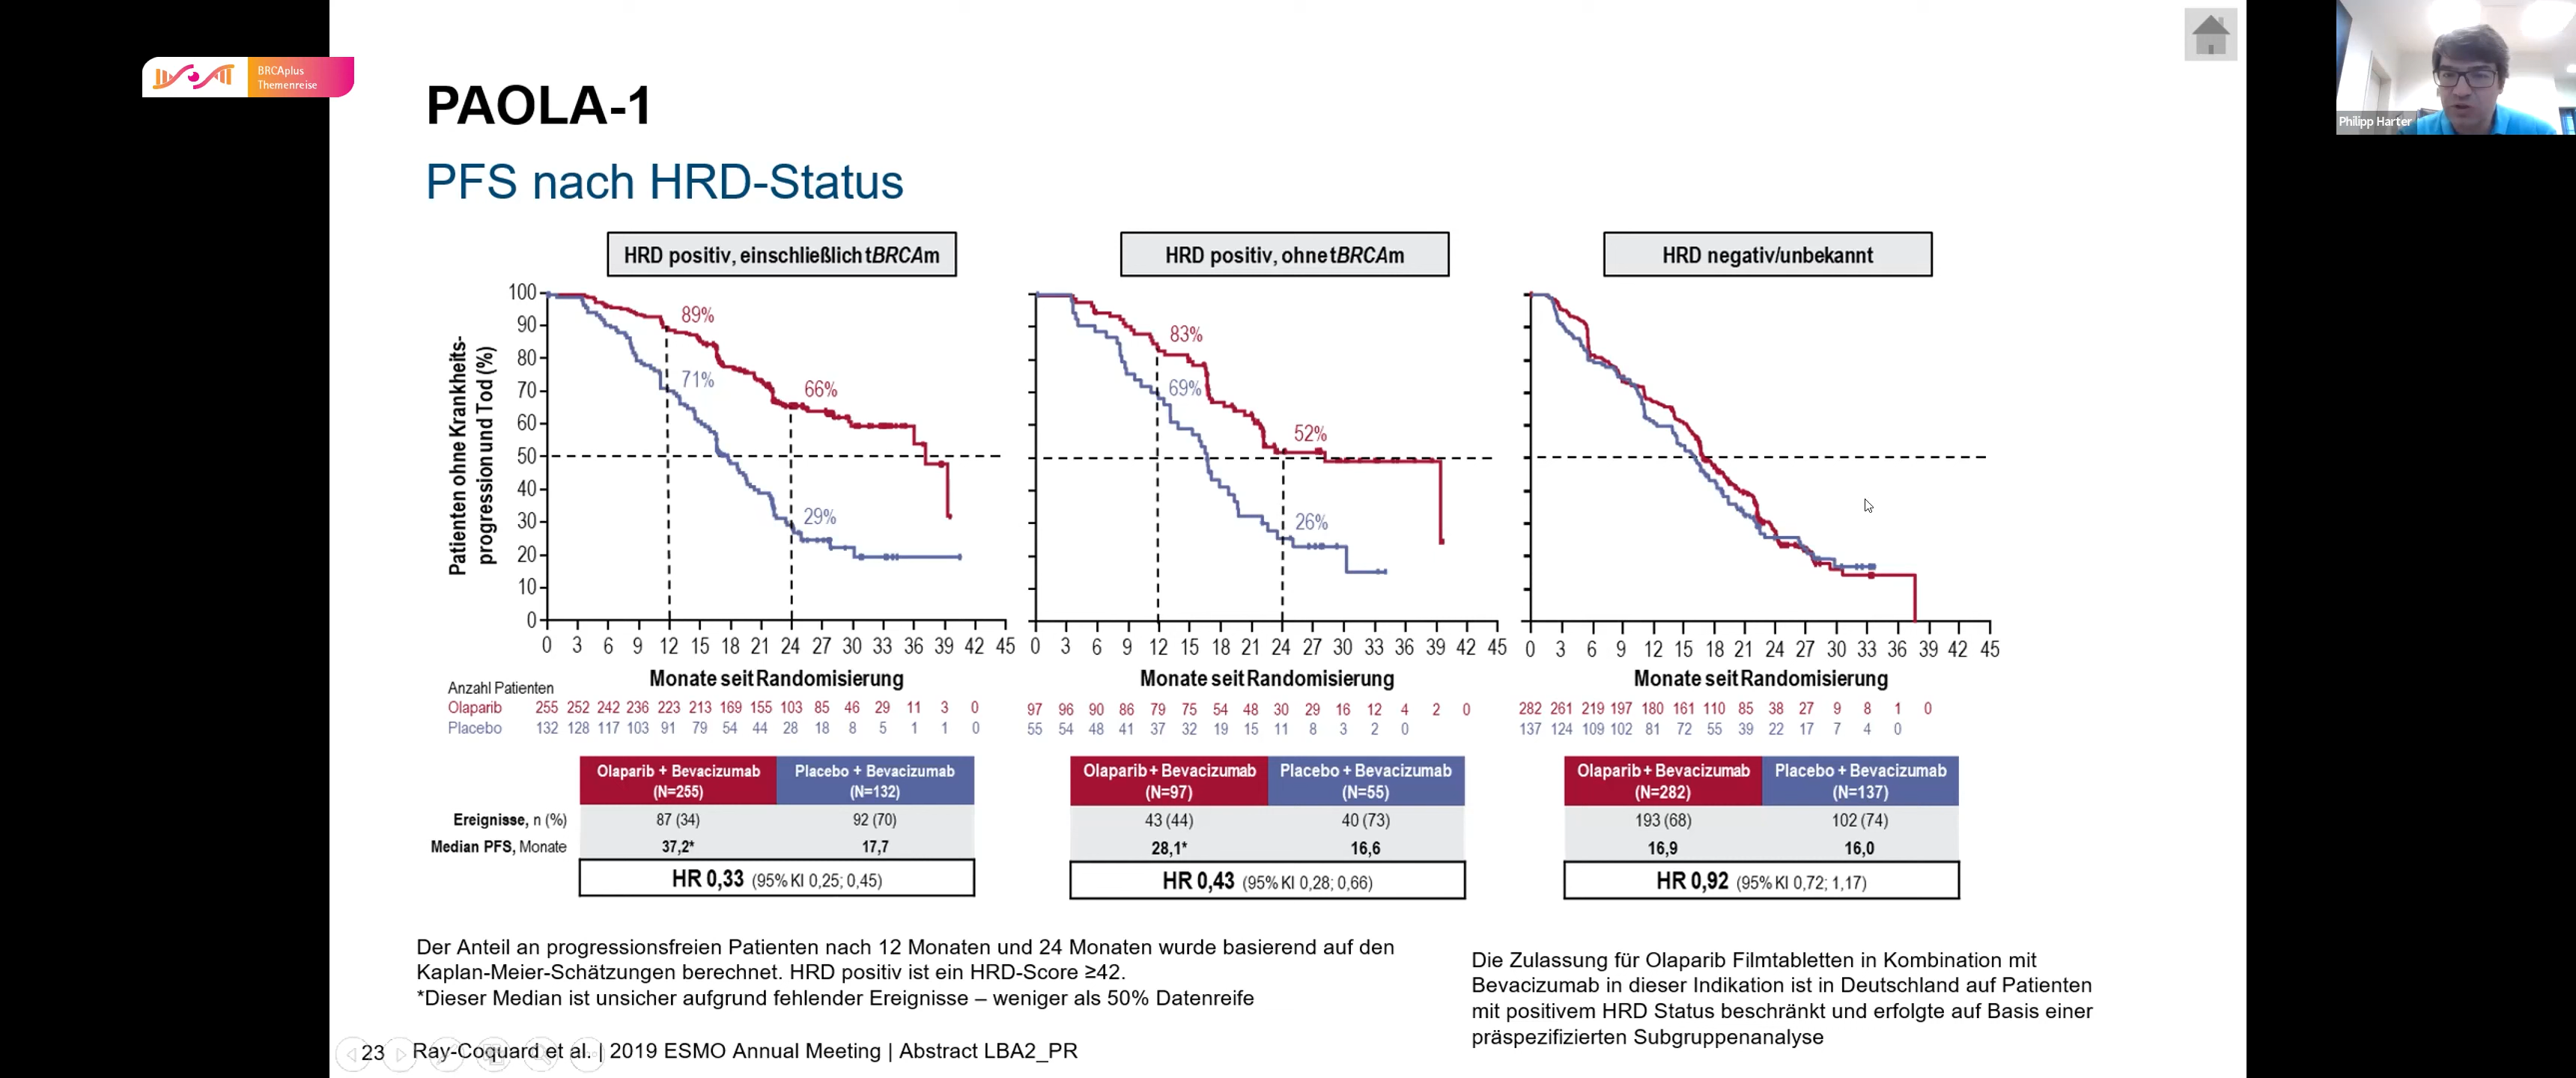 BRCAplus
Themenreise
Philipp Harter
PAOLA-1
PFS nach HRD-Status
HRD positiv, einschließlich tBRCAm
HRD positiv, ohne tBRCAm
HRD negativ/unbekannt
Patienten ohne Krankheits-
progression und Tod (%)
100
90
80
70
60
50
40
30
20
10
0
89%
71%
66%
29%
83%
69%
52%
26%
0 3 6 9 12 15 18 21 24 27 30 33 36 39 42 45
0 3 6 9 12 15 18 21 24 27 30 33 36 39 42 45
0 3 6 9 12 15 18 21 24 27 30 33 36 39 42 45
Monate seit Randomisierung
Monate seit Randomisierung
Monate seit Randomisierung
Anzahl Patienten
Olaparib 255 252 242 236 223 213 169 155 103 85 46 29 11 3 0
Placebo 132 128 117 103 91 79 54 44 28 18 8 5 1 1 0
97 96 90 86 79 75 54 48 30 29 16 12 4 2 0
55 54 48 41 37 32 19 15 11 8 3 2 0
282 261 219 197 180 161 110 85 38 27 9 8 1 0
137 124 109 102 81 72 55 39 22 17 7 4 0
Olaparib + Bevacizumab
(N=255)
Placebo + Bevacizumab
(N=132)
Ereignisse, n (%) 87 (34) 92 (70)
Median PFS, Monate 37,2* 17,7
HR 0,33 (95% KI 0,25; 0,45)
Olaparib + Bevacizumab
(N=97)
Placebo + Bevacizumab
(N=55)
43 (44) 40 (73)
28,1* 16,6
HR 0,43 (95% KI 0,28; 0,66)
Olaparib + Bevacizumab
(N=282)
Placebo + Bevacizumab
(N=137)
193 (68) 102 (74)
16,9 16,0
HR 0,92 (95% KI 0,72; 1,17)
Der Anteil an progressionsfreien Patienten nach 12 Monaten und 24 Monaten wurde basierend auf den
Kaplan-Meier-Schätzungen berechnet. HRD positiv ist ein HRD-Score ≥42.
*Dieser Median ist unsicher aufgrund fehlender Ereignisse – weniger als 50% Datenreife
Die Zulassung für Olaparib Filmtabletten in Kombination mit
Bevacizumab in dieser Indikation ist in Deutschland auf Patienten
mit positivem HRD Status beschränkt und erfolgte auf Basis einer
präspezifizierten Subgruppenanalyse
23 Ray-Coquard et al. | 2019 ESMO Annual Meeting | Abstract LBA2_PR